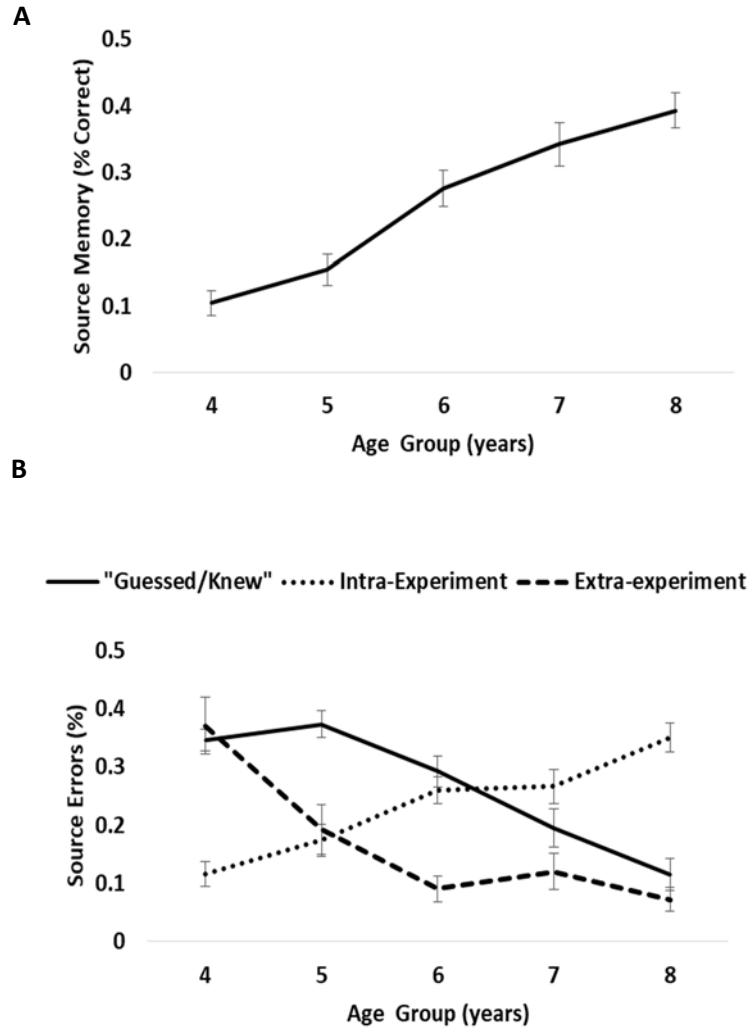 A
Source Memory (% Correct)
0.5
0.4
0.3
0.2
0.1
0
4 5 6 7 8
Age Group (years)
B
"Guessed/Knew" Intra-Experiment Extra-experiment
Source Errors (%)
0.5
0.4
0.3
0.2
0.1
0
4 5 6 7 8
Age Group (years)